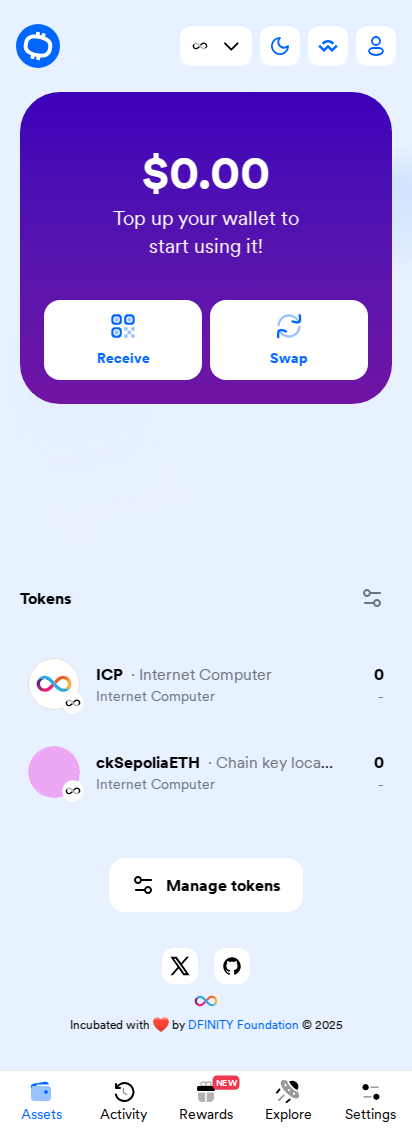 $0.00
Top up your wallet to
start using it!
Receive
Swap
Tokens
ICP · Internet Computer
0
Internet Computer
-
ckSepoliaETH · Chain key loca...
0
Internet Computer
-
Manage tokens
Incubated with ❤️ by DFINITY Foundation © 2025
NEW
Assets
Activity
Rewards
Explore
Settings